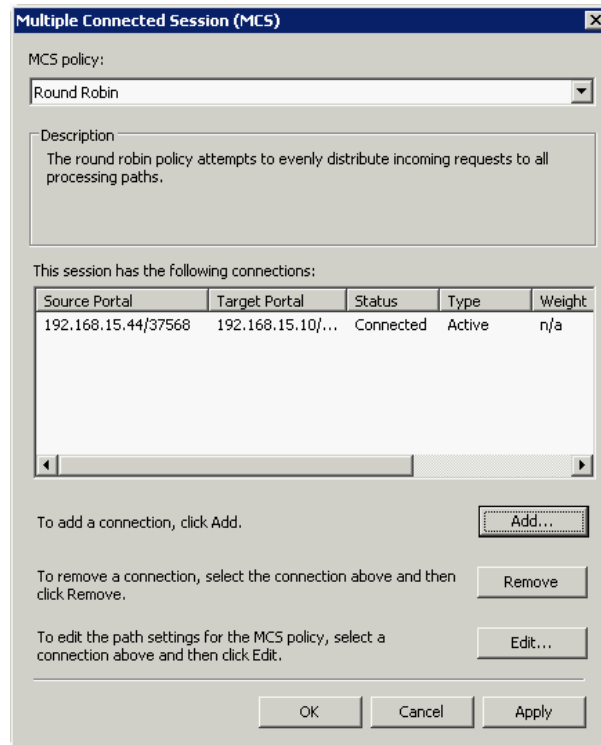 Multiple Connected Session (MCS)
MCS policy:
Round Robin
Description
The round robin policy attempts to evenly distribute incoming requests to all
processing paths.
This session has the following connections:
Source Portal Target Portal Status Type Weight
192.168.15.44/37568 192.168.15.10/... Connected Active n/a
To add a connection, click Add.
Add...
To remove a connection, select the connection above and then
click Remove.
Remove
To edit the path settings for the MCS policy, select a
connection above and then click Edit.
Edit...
OK Cancel Apply